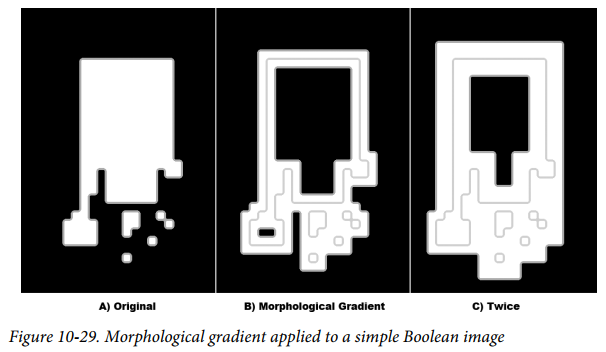 A) Original B) Morphological Gradient C) Twice
Figure 10-29. Morphological gradient applied to a simple Boolean image